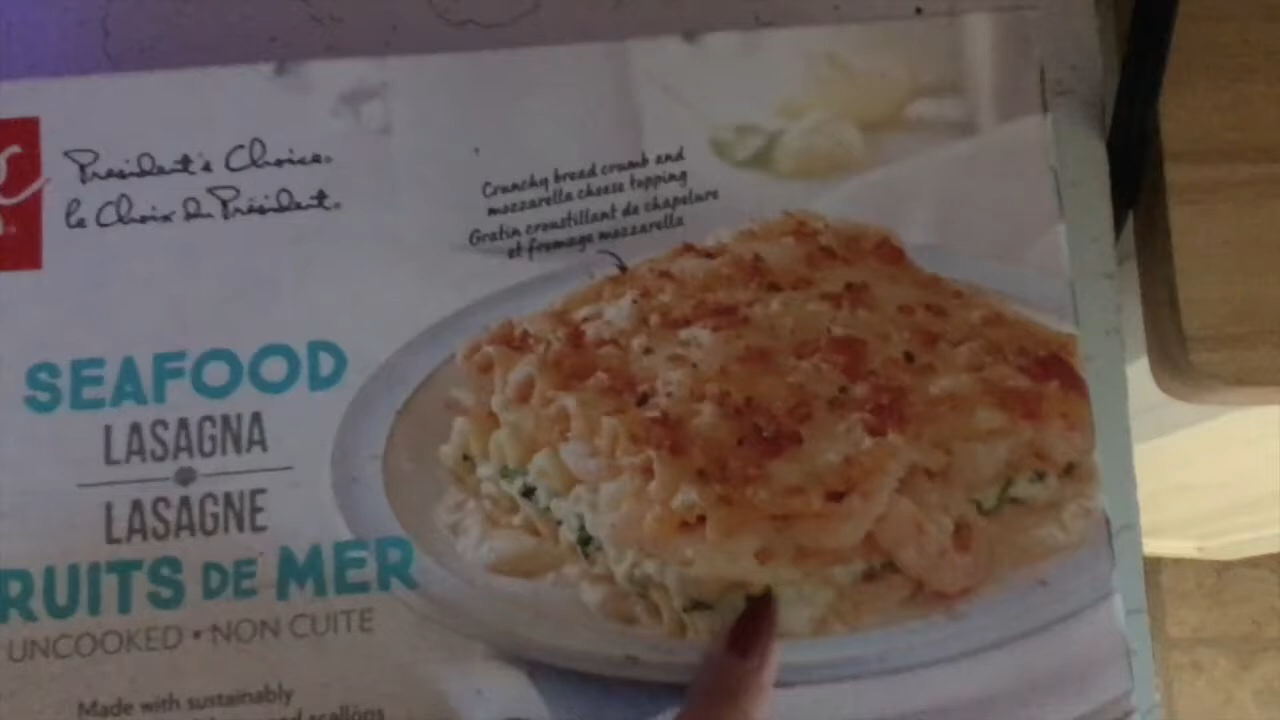 President's Choice
le Choix du Président
Crunchy bread crumb and
mozzarella cheese topping
Gratin croustillant de chapelure
et fromage mozzarella
SEAFOOD
LASAGNA
LASAGNE
RUITS DE MER
UNCOOKED • NON CUITE
Made with sustainably
scallops